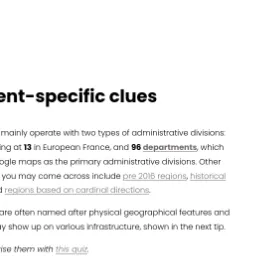 ent-specific clues
mainly operate with two types of administrative divisions:
ing at 13 in European France, and 96 departments, which
ogle maps as the primary administrative divisions. Other
you may come across include pre 2016 regions, historical
d regions based on cardinal directions.
are often named after physical geographical features and
y show up on various infrastructure, shown in the next tip.
ise them with this quiz.